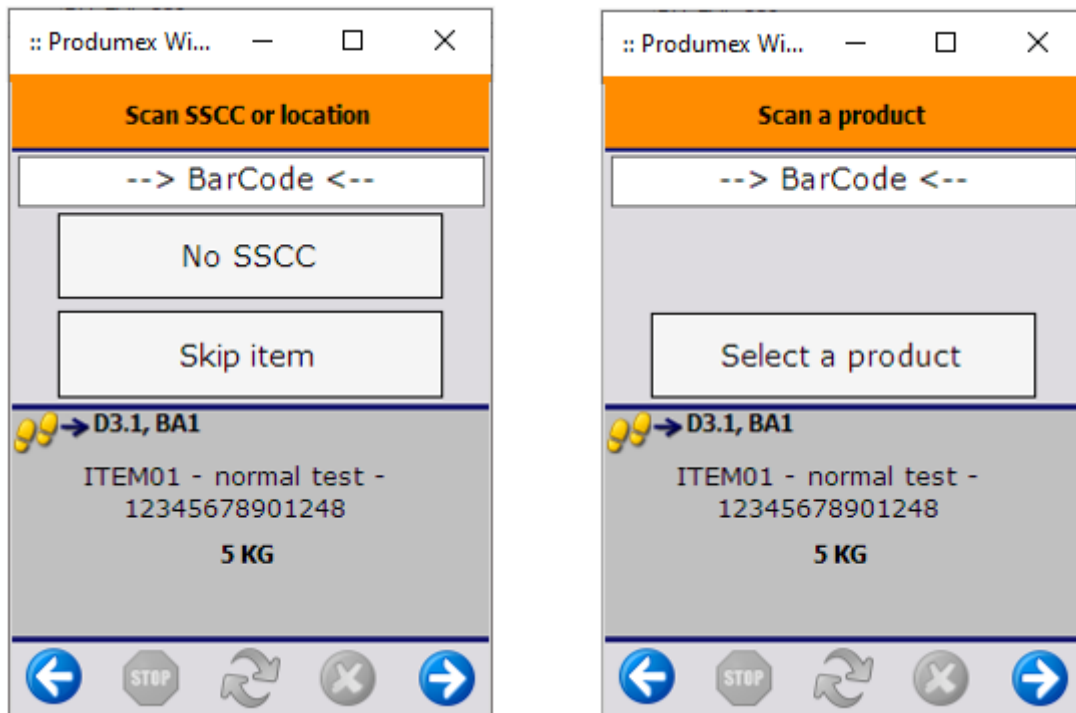 :: Produmex Wi...
Scan SSCC or location
--> BarCode <--
No SSCC
Skip item
D3.1, BA1
ITEM01 - normal test -
12345678901248
5 KG
STOP
:: Produmex Wi...
Scan a product
--> BarCode <--
Select a product
D3.1, BA1
ITEM01 - normal test -
12345678901248
5 KG
STOP